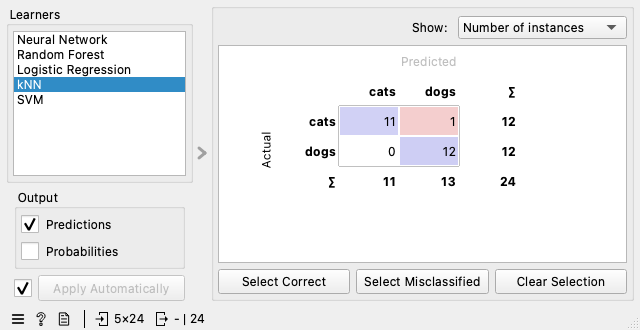 Learners
Neural Network
Random Forest
Logistic Regression
kNN
SVM
Output
Predictions
Probabilities
Apply Automatically
5×24
- | 24
Show: Number of instances
Predicted
cats dogs ∑
Actual
cats 11 1 12
dogs 0 12 12
∑ 11 13 24
Select Correct
Select Misclassified
Clear Selection